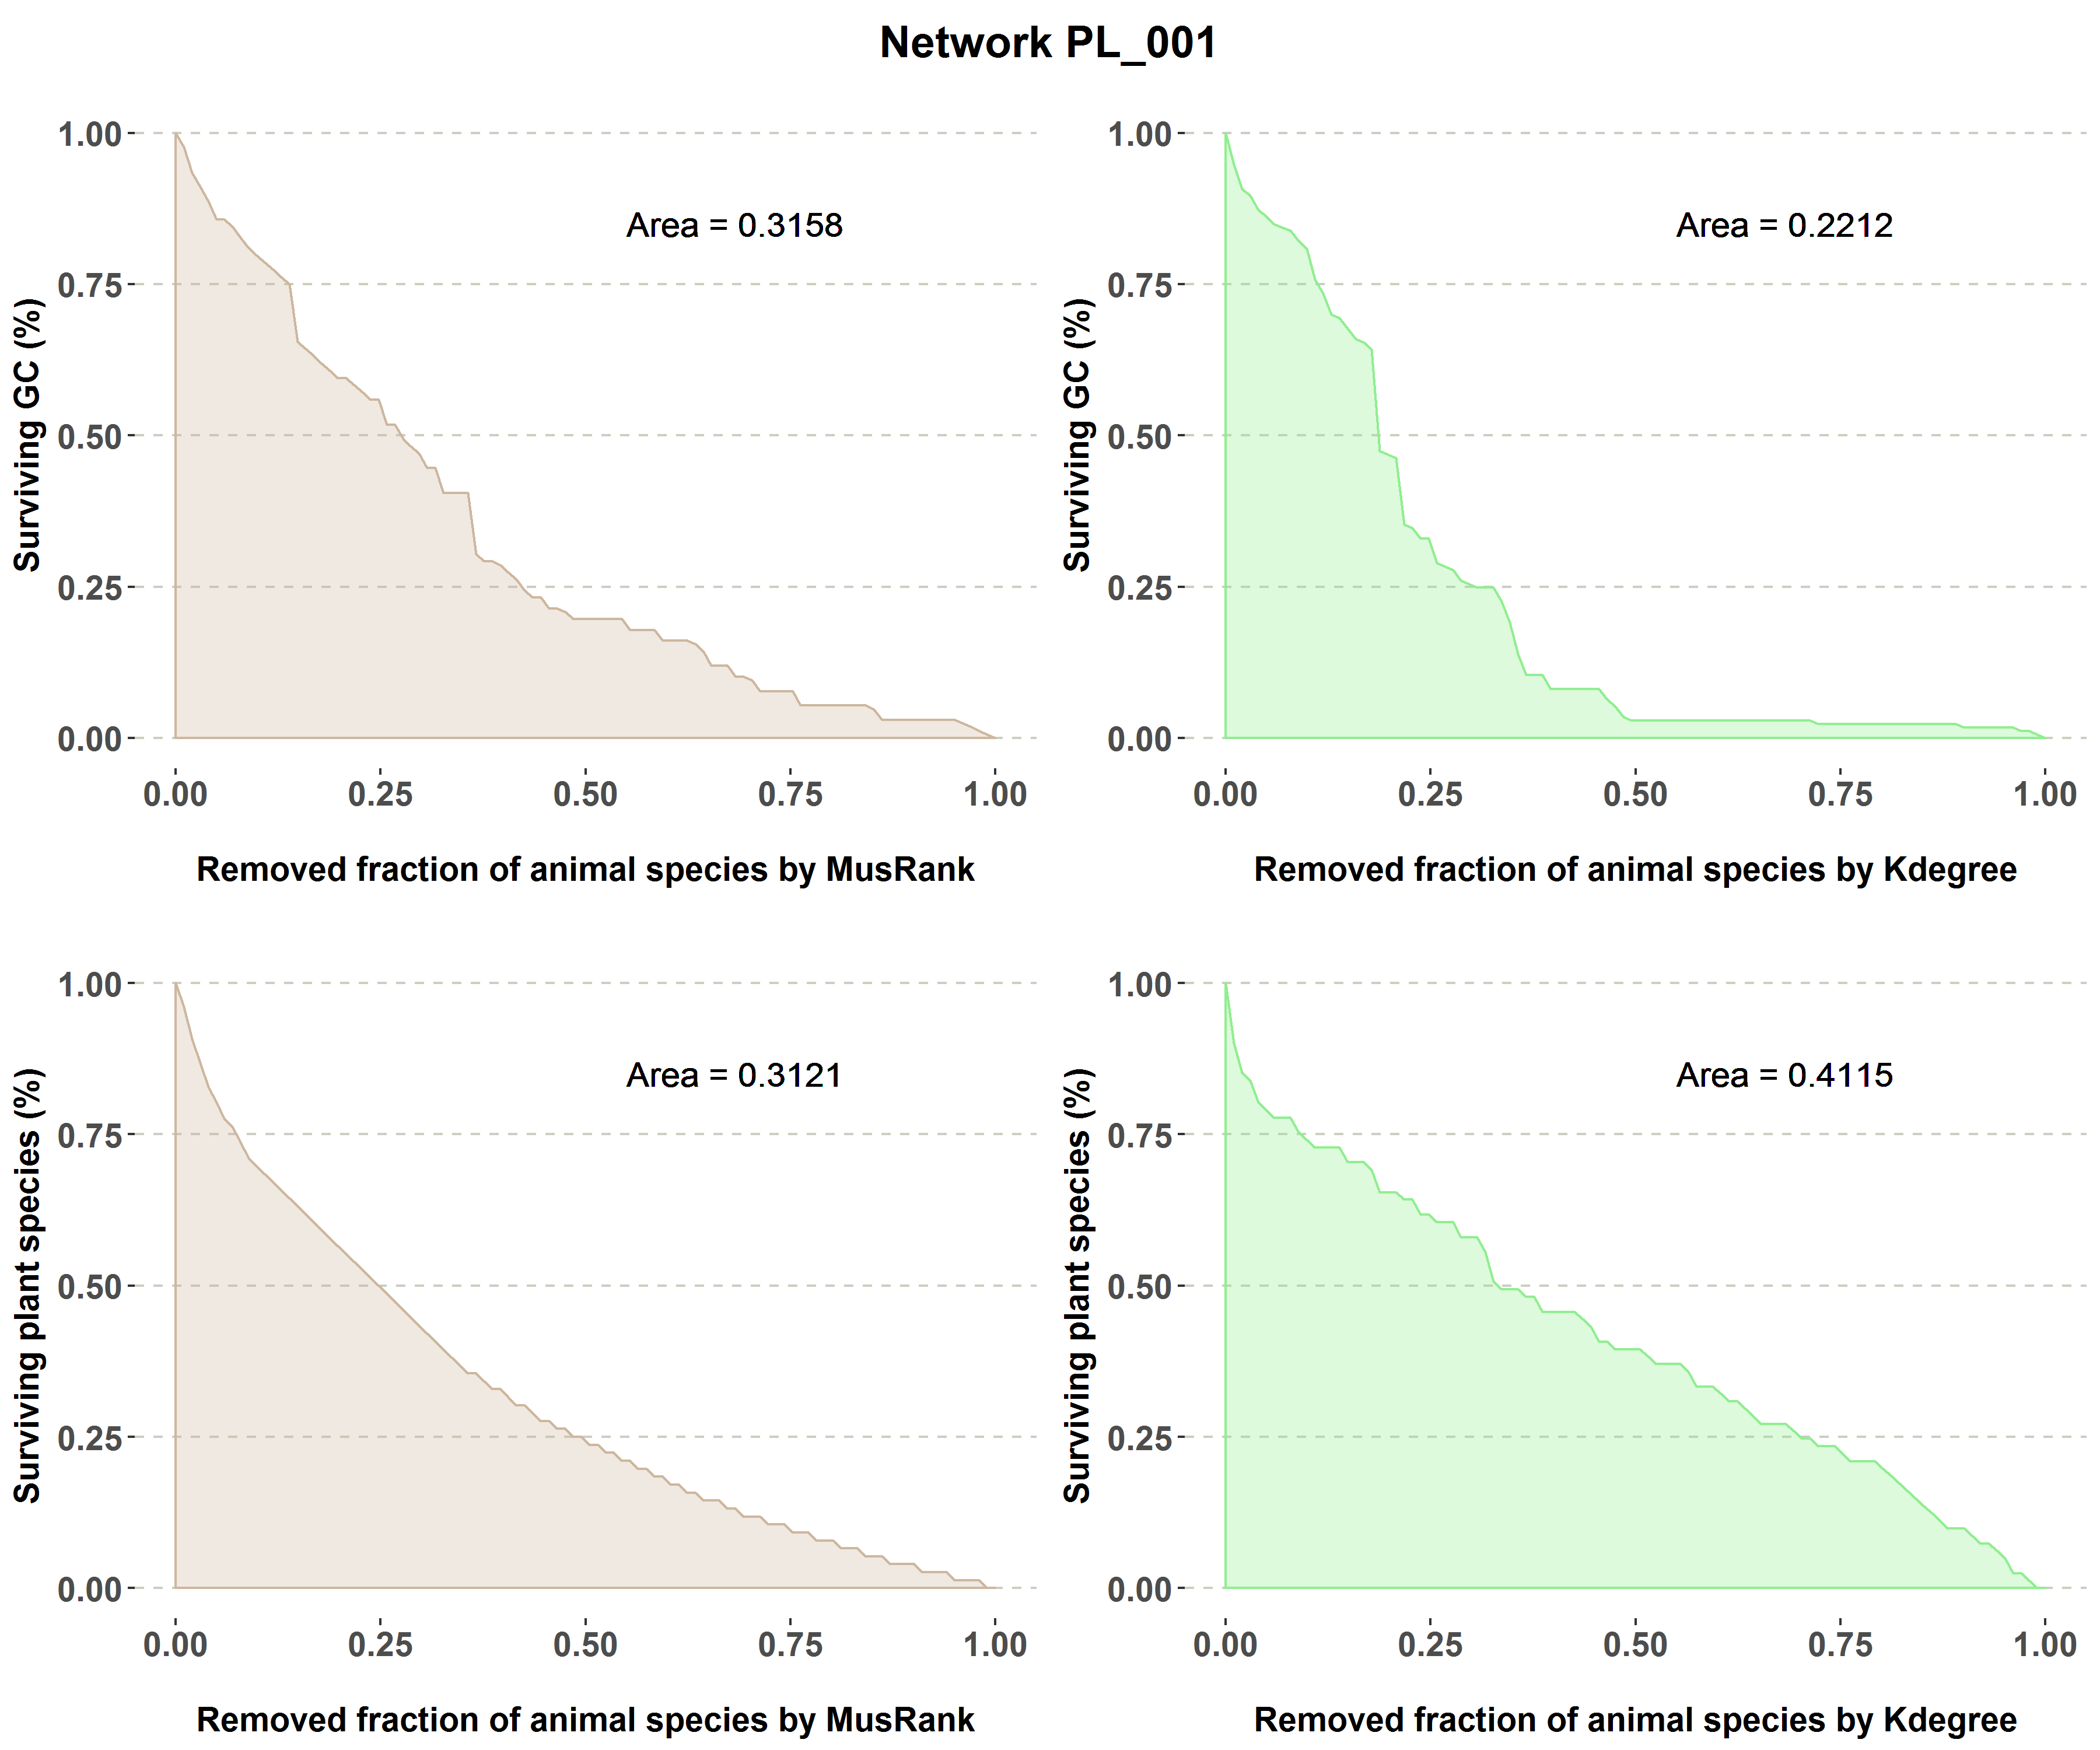 Network PL_001
1.00
0.75
0.50
0.25
0.00
Surviving GC (%)
Area = 0.3158
0.00 0.25 0.50 0.75 1.00
Removed fraction of animal species by MusRank
1.00
0.75
0.50
0.25
0.00
Surviving GC (%)
Area = 0.2212
0.00 0.25 0.50 0.75 1.00
Removed fraction of animal species by Kdegree
1.00
0.75
0.50
0.25
0.00
Surviving plant species (%)
Area = 0.3121
0.00 0.25 0.50 0.75 1.00
Removed fraction of animal species by MusRank
1.00
0.75
0.50
0.25
0.00
Surviving plant species (%)
Area = 0.4115
0.00 0.25 0.50 0.75 1.00
Removed fraction of animal species by Kdegree